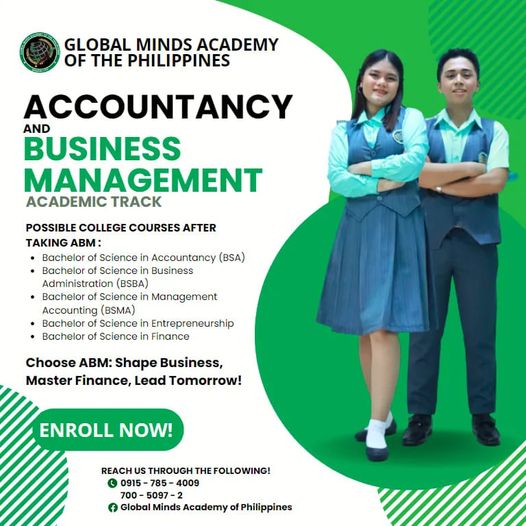 GLOBAL MINDS ACADEMY
OF THE PHILIPPINES
ACCOUNTANCY
AND
BUSINESS
MANAGEMENT
ACADEMIC TRACK
POSSIBLE COLLEGE COURSES AFTER
TAKING ABM :
• Bachelor of Science in Accountancy (BSA)
• Bachelor of Science in Business
Administration (BSBA)
• Bachelor of Science in Management
Accounting (BSMA)
• Bachelor of Science in Entrepreneurship
• Bachelor of Science in Finance
Choose ABM: Shape Business,
Master Finance, Lead Tomorrow!
ENROLL NOW!
REACH US THROUGH THE FOLLOWING!
0915 - 785 - 4009
700 - 5097 - 2
Global Minds Academy of Philippines